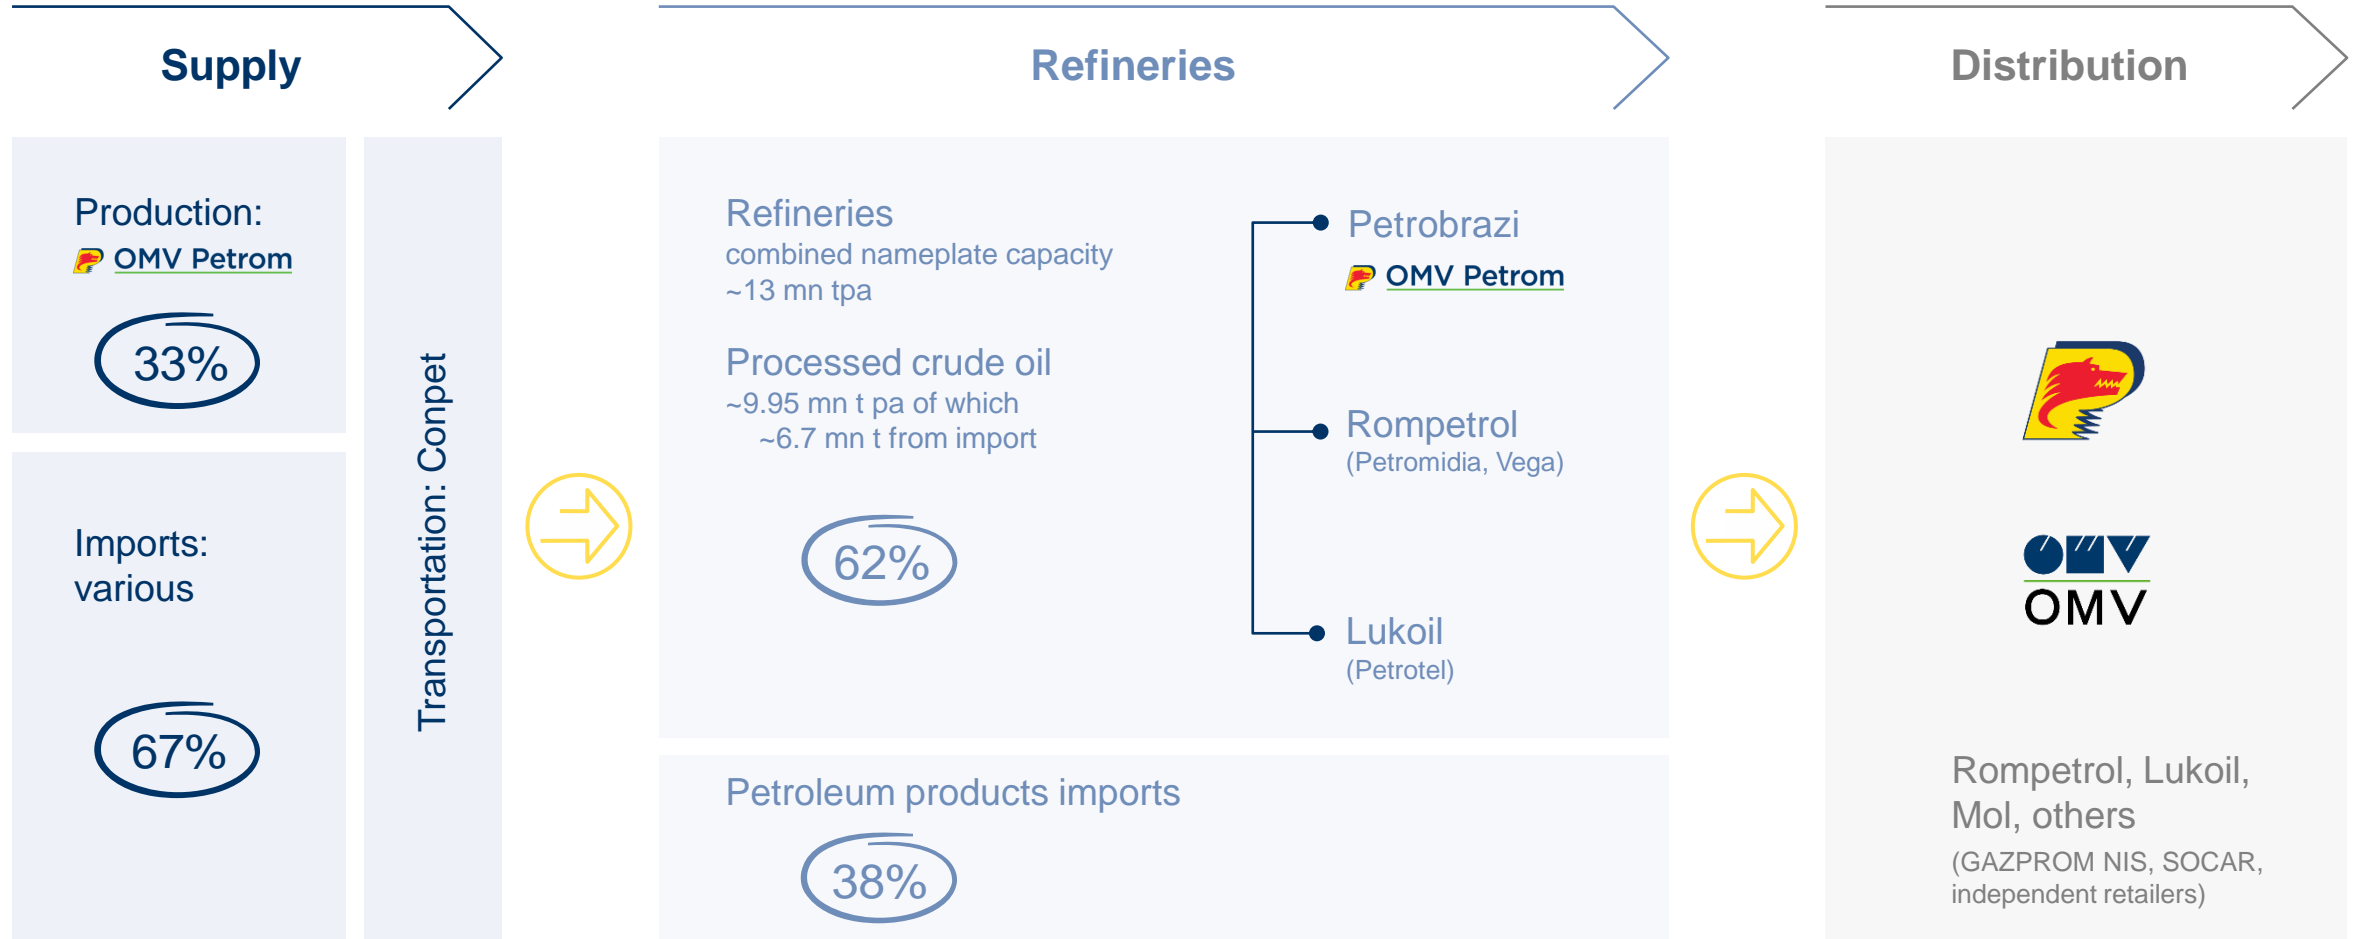 Supply
Production:
OMV Petrom
33%
Imports:
various
67%
Transportation: Conpet
Refineries
Refineries
combined nameplate capacity
~13 mn tpa
Processed crude oil
~9.95 mn t pa of which
~6.7 mn t from import
62%
Petrobrazi
OMV Petrom
Rompetrol
(Petromidia, Vega)
Lukoil
(Petrotel)
Petroleum products imports
38%
Distribution
OMV
OMV
Rompetrol, Lukoil,
Mol, others
(GAZPROM NIS, SOCAR,
independent retailers)